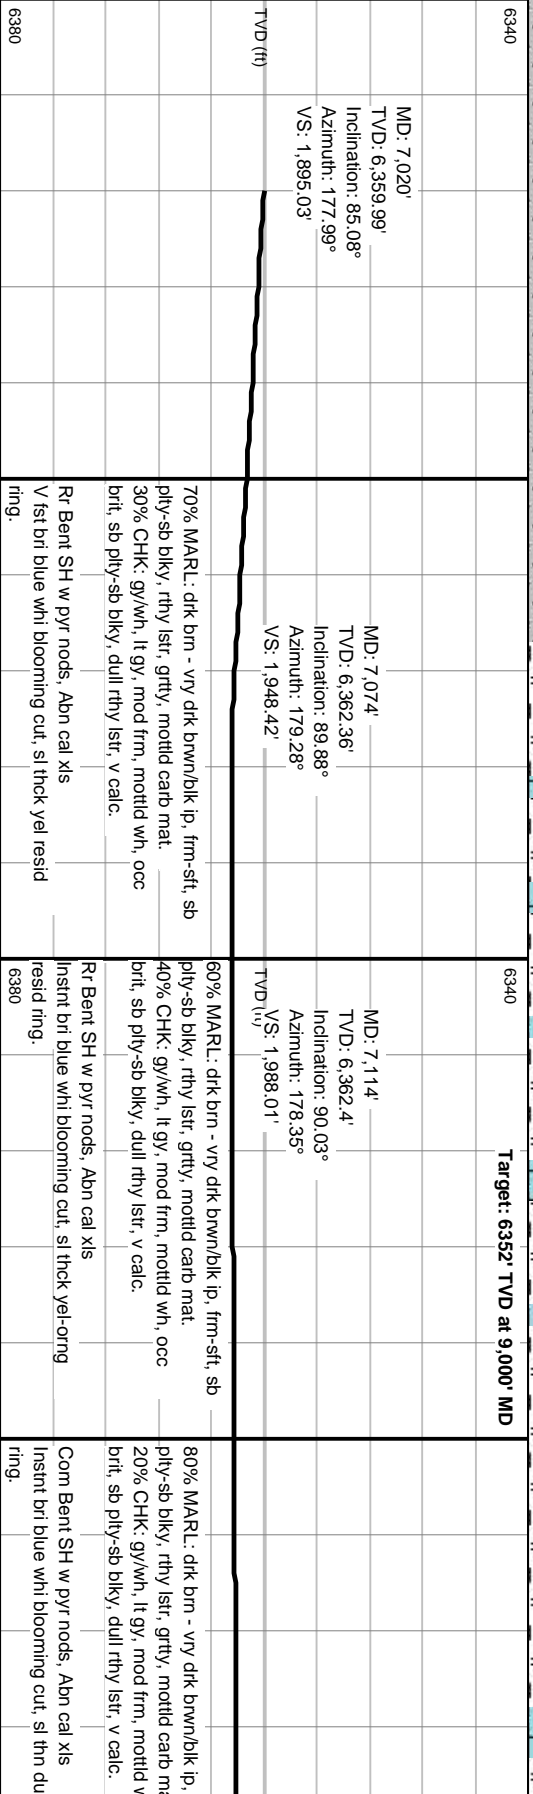 6340
TVD (ft)
6380
MD: 7,020'
TVD: 6,359.99'
Inclination: 85.08°
Azimuth: 177.99°
VS: 1,895.03'
70% MARL: drk brn - vry drk brwn/blk ip, frm-sft, sb
plty-sb blky, rthy lstr, grtty, mottld carb mat.
30% CHK: gy/wh, lt gy, mod frm, mottld wh, occ
brit, sb plty-sb blky, dull rthy lstr, v calc.
Rr Bent SH w pyr nods, Abn cal xls
V fst bri blue whi blooming cut, sl thck yel resid
ring.
MD: 7,074'
TVD: 6,362.36'
Inclination: 89.88°
Azimuth: 179.28°
VS: 1,948.42'
6340
TVD (ft)
6380
MD: 7,114'
TVD: 6,362.4'
Inclination: 90.03°
Azimuth: 178.35°
VS: 1,988.01'
60% MARL: drk brn - vry drk brwn/blk ip, frm-sft, sb
plty-sb blky, rthy lstr, grtty, mottld carb mat.
40% CHK: gy/wh, lt gy, mod frm, mottld wh, occ
brit, sb plty-sb blky, dull rthy lstr, v calc.
Rr Bent SH w pyr nods, Abn cal xls
Instnt bri blue whi blooming cut, sl thck yel-orng
resid ring.
Target: 6352' TVD at 9,000' MD
80% MARL: drk brn - vry drk brwn/blk ip,
plty-sb blky, rthy lstr, grtty, mottld carb
20% CHK: gy/wh, lt gy, mod frm, mottld
brit, sb plty-sb blky, dull rthy lstr, v calc.
Com Bent SH w pyr nods, Abn cal xls
Instnt bri blue whi blooming cut, sl thn
ring.